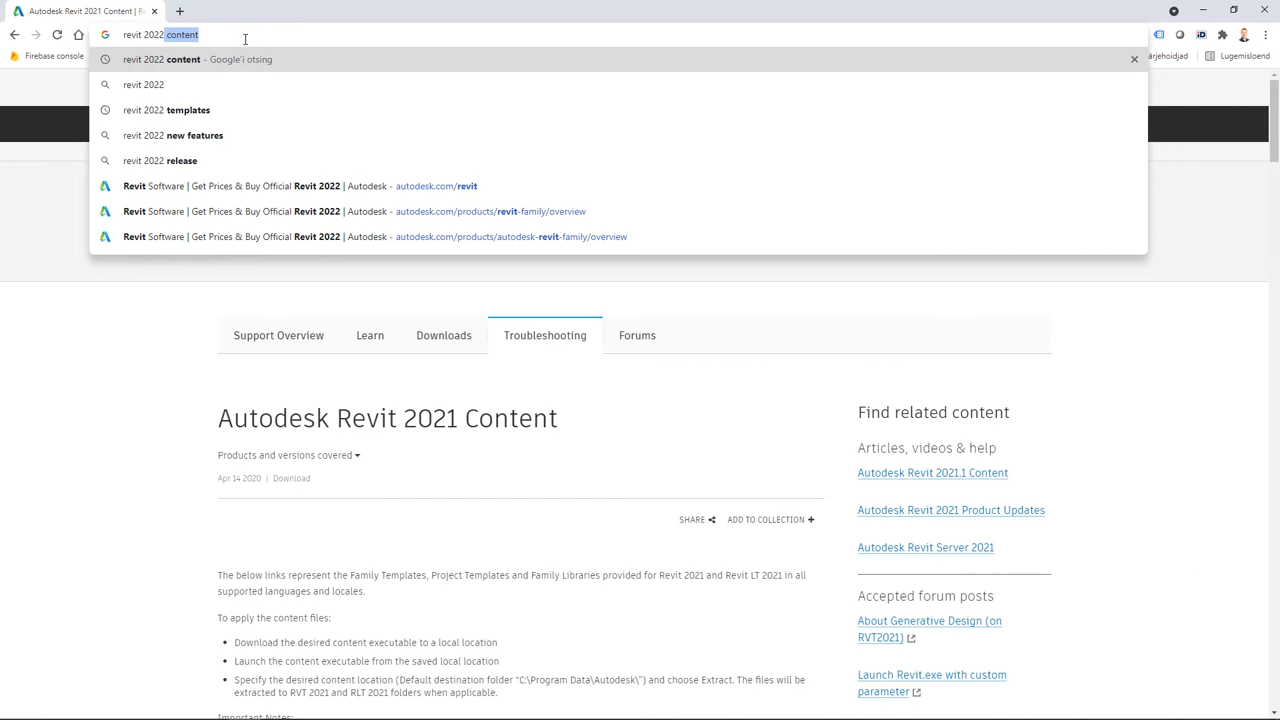 Autodesk Revit 2021 Content | Re
revit 2022 content
Firebase console
ärjehoidjad
Lugemisloend
revit 2022 content - Google'i otsing
revit 2022
revit 2022 templates
revit 2022 new features
revit 2022 release
Revit Software | Get Prices & Buy Official Revit 2022 | Autodesk - autodesk.com/revit
Revit Software | Get Prices & Buy Official Revit 2022 | Autodesk - autodesk.com/products/revit-family/overview
Revit Software | Get Prices & Buy Official Revit 2022 | Autodesk - autodesk.com/products/autodesk-revit-family/overview
Support Overview
Learn
Downloads
Troubleshooting
Forums
Autodesk Revit 2021 Content
Products and versions covered
Apr 14 2020 | Download
SHARE
ADD TO COLLECTION
The below links represent the Family Templates, Project Templates and Family Libraries provided for Revit 2021 and Revit LT 2021 in all
supported languages and locales.
To apply the content files:
Download the desired content executable to a local location
Launch the content executable from the saved local location
Specify the desired content location (Default destination folder "C:\Program Data\Autodesk\") and choose Extract. The files will be
extracted to RVT 2021 and RLT 2021 folders when applicable.
Important Notes:
Find related content
Articles, videos & help
Autodesk Revit 2021.1 Content
Autodesk Revit 2021 Product Updates
Autodesk Revit Server 2021
Accepted forum posts
About Generative Design (on
RVT2021)
Launch Revit.exe with custom
parameter